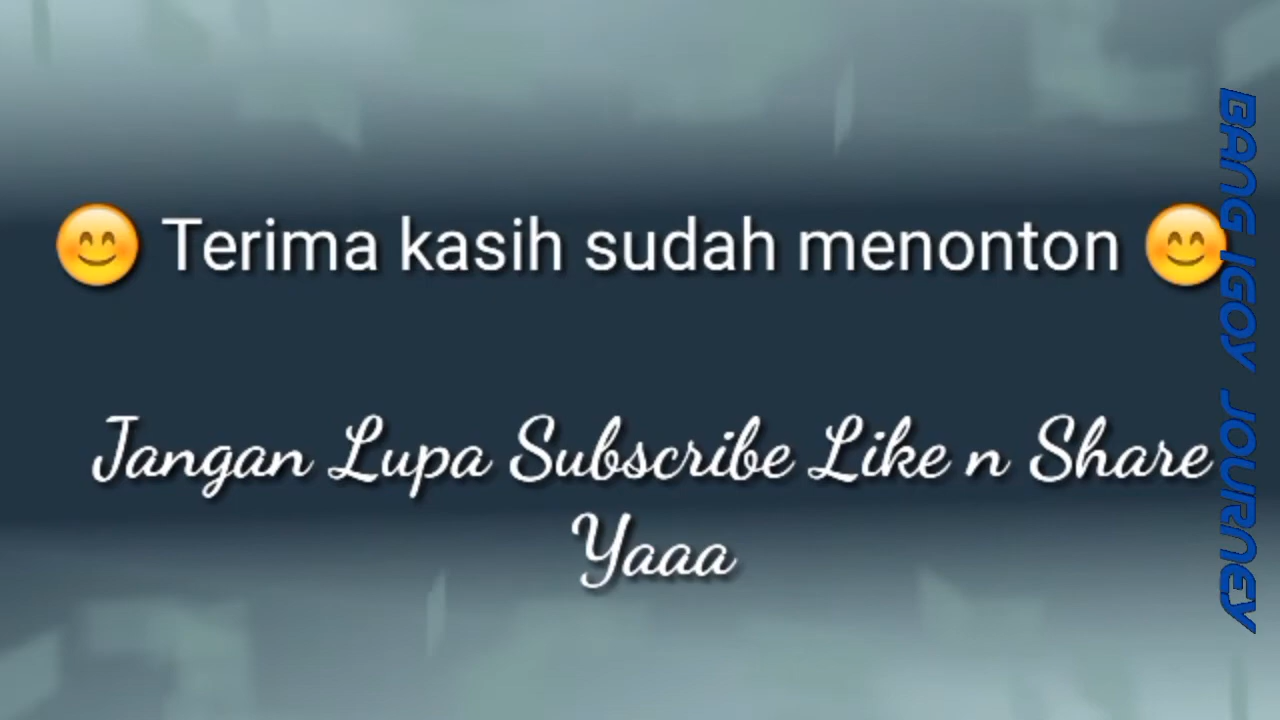 😊 Terima kasih sudah menonton 😊
Jangan Lupa Subscribe Like n Share
Yaaa
BANG IGOY JOURNEY